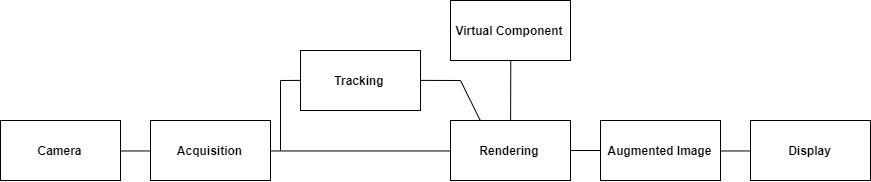 Virtual Component
Tracking
Camera
Acquisition
Rendering
Augmented Image
Display